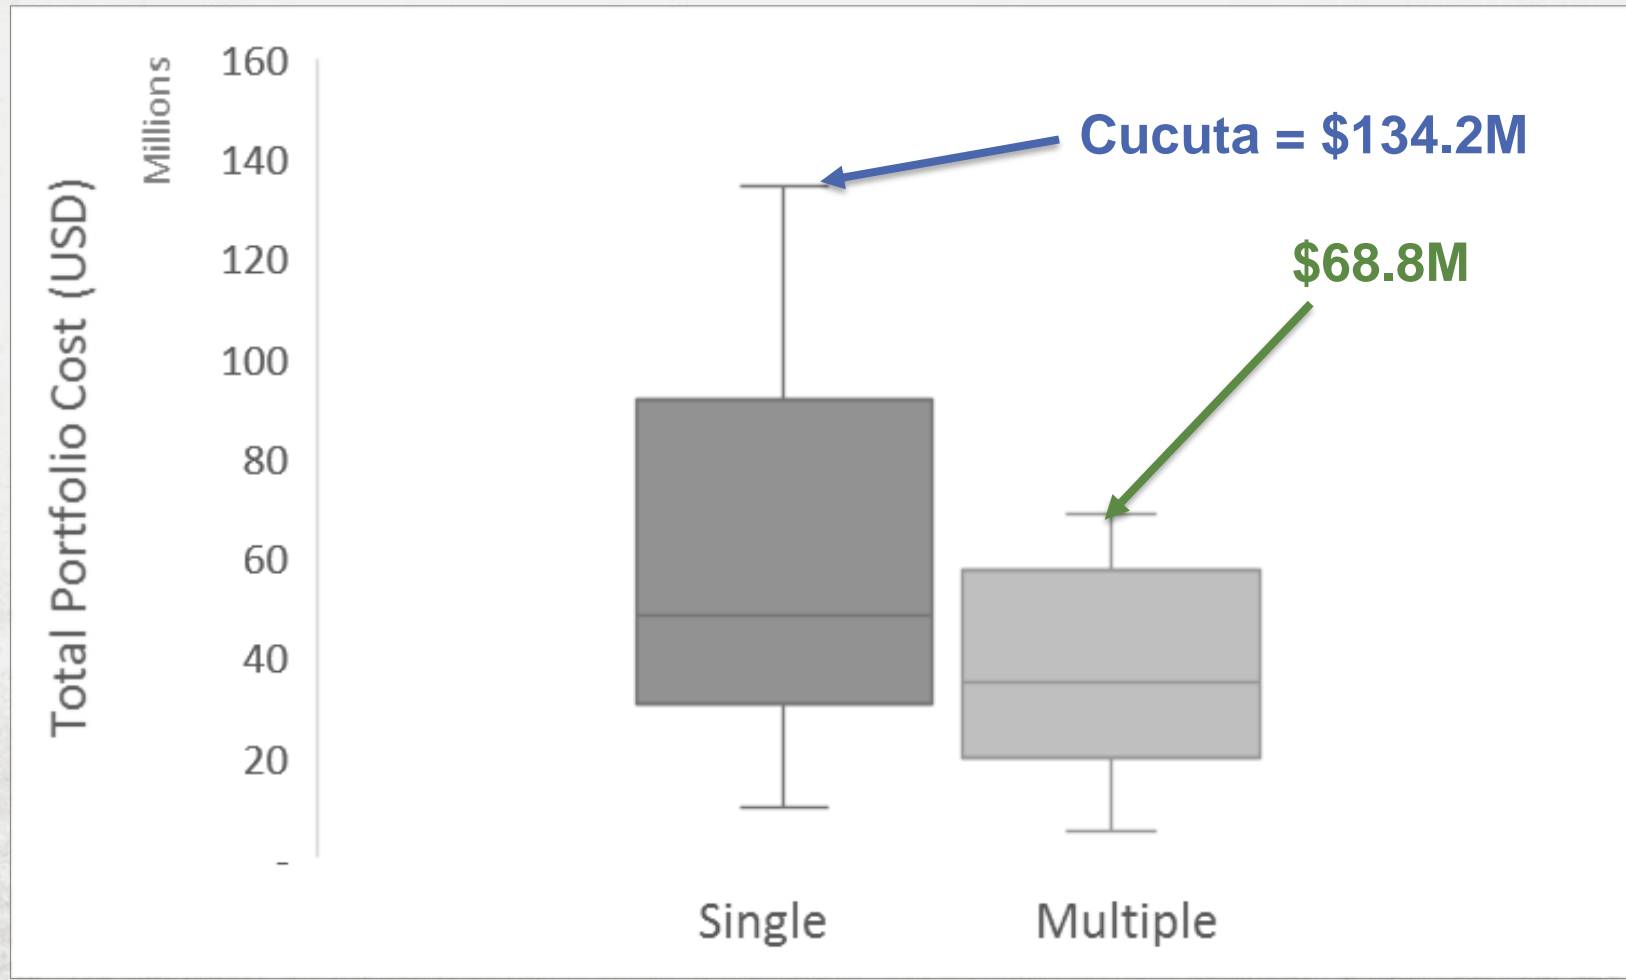 Total Portfolio Cost (USD)
Millions
160
140
120
100
80
60
40
20
-
Cucuta = $134.2M
$68.8M
Single
Multiple